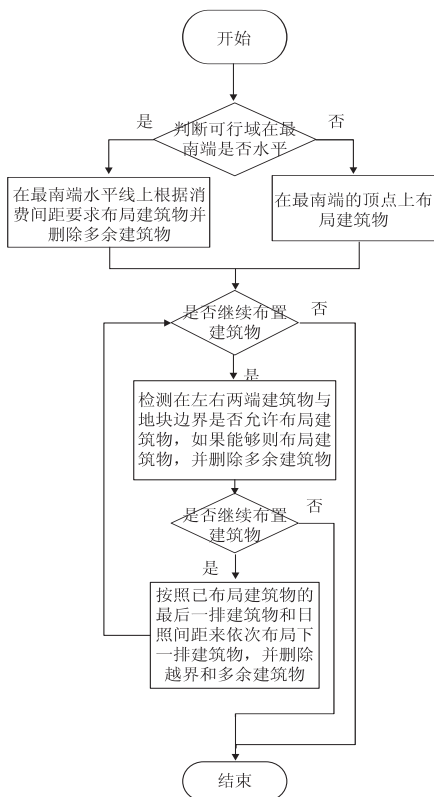 开始
判断可行域在最
南端是否水平
是
否
在最南端水平线上根据消
费间距要求布局建筑物并
删除多余建筑物
在最南端的顶点上布
局建筑物
是否继续布置
建筑物
否
是
检测在左右两端建筑物与
地块边界是否允许布局建
筑物，如果能够则布局建
筑物，并删除多余建筑物
是否继续布置
建筑物
否
是
按照已布局建筑物的
最后一排建筑物和日
照间距来依次布局下
一排建筑物，并删除
越界和多余建筑物
结束